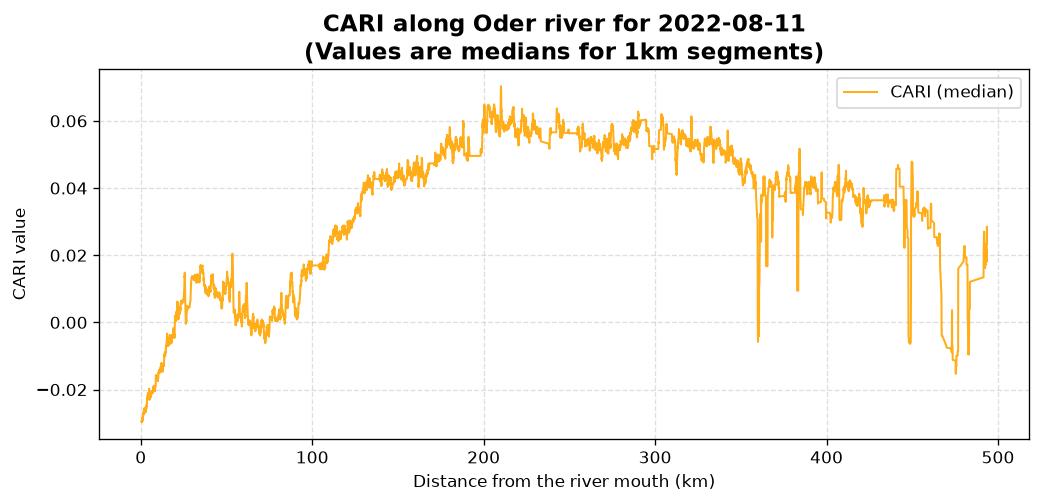 CARI along Oder river for 2022-08-11
(Values are medians for 1km segments)
CARI (median)
CARI value
0.06
0.04
0.02
0.00
−0.02
0
100
200
300
400
500
Distance from the river mouth (km)